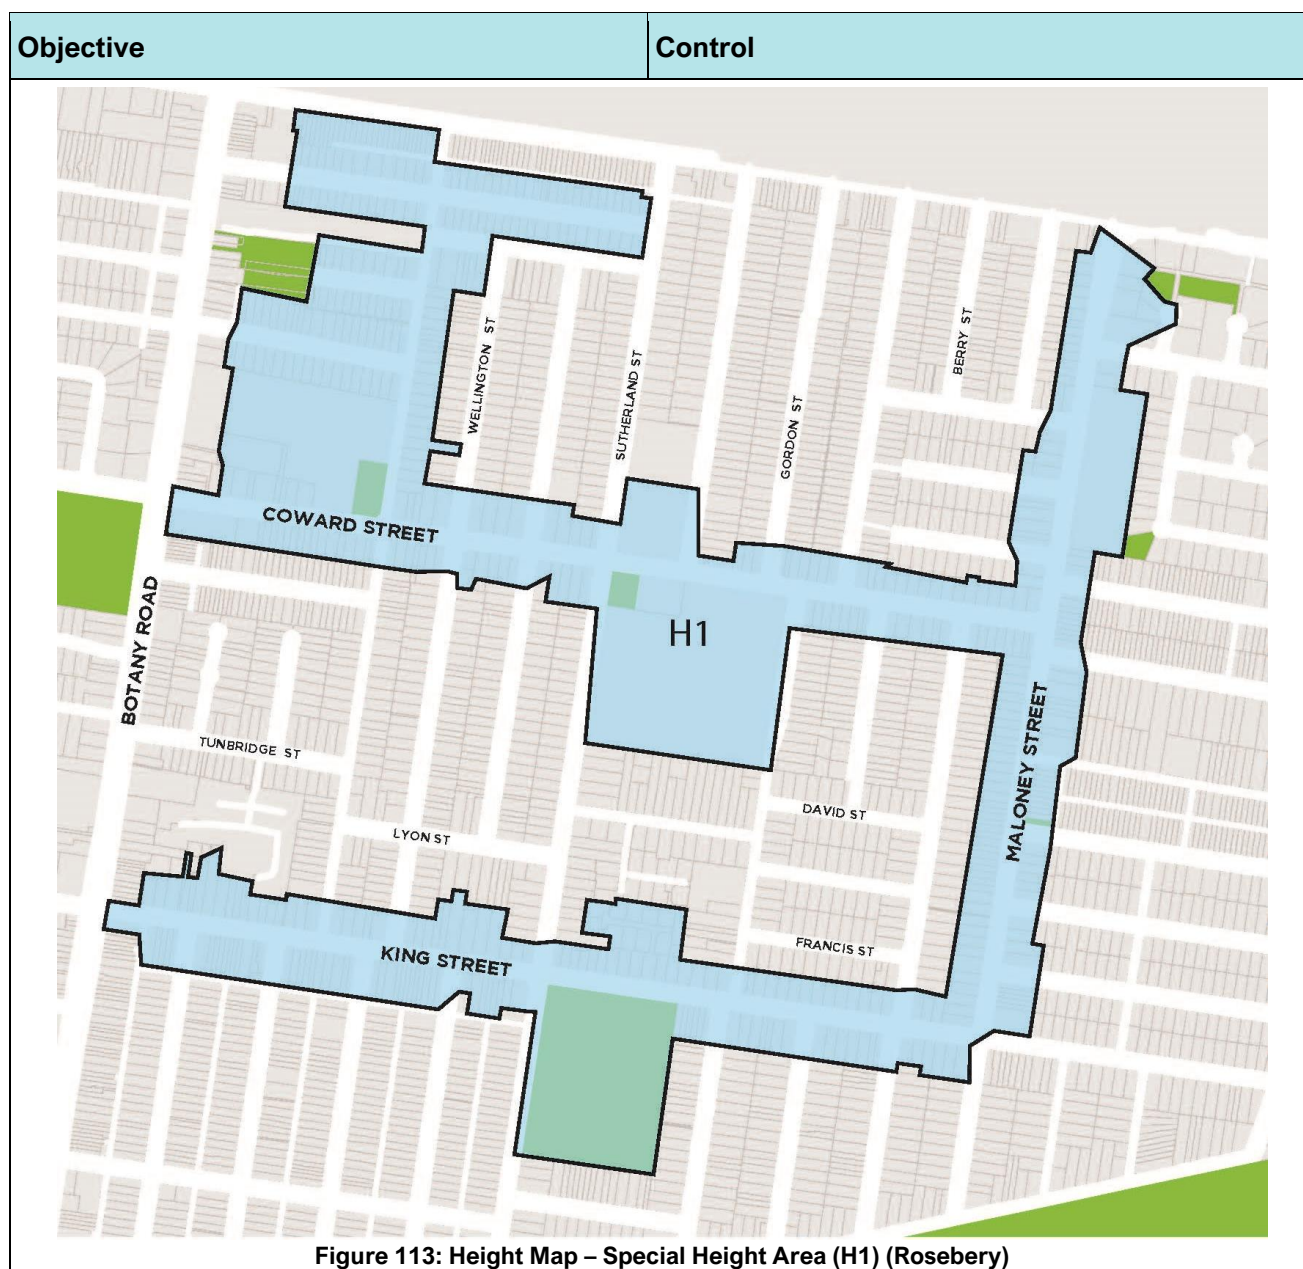 Objective
Control
WELLINGTON ST
SUTHERLAND ST
GORDON ST
BERRY ST
COWARD STREET
BOTANY ROAD
H1
TUNBRIDGE ST
LYON ST
DAVID ST
MALONEY STREET
FRANCIS ST
KING STREET
Figure 113: Height Map – Special Height Area (H1) (Rosebery)